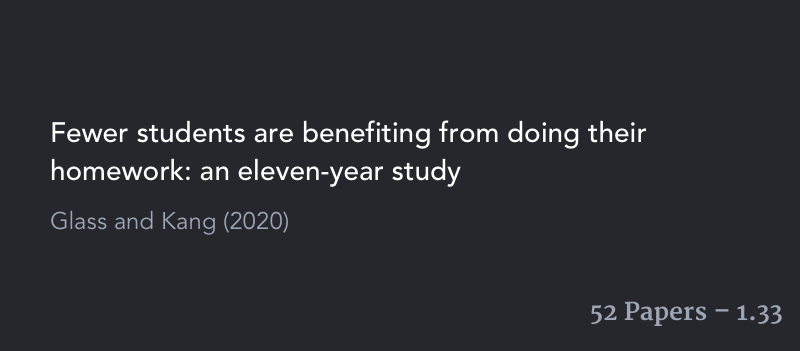 Fewer students are benefiting from doing their
homework: an eleven-year study
Glass and Kang (2020)
52 Papers – 1.33